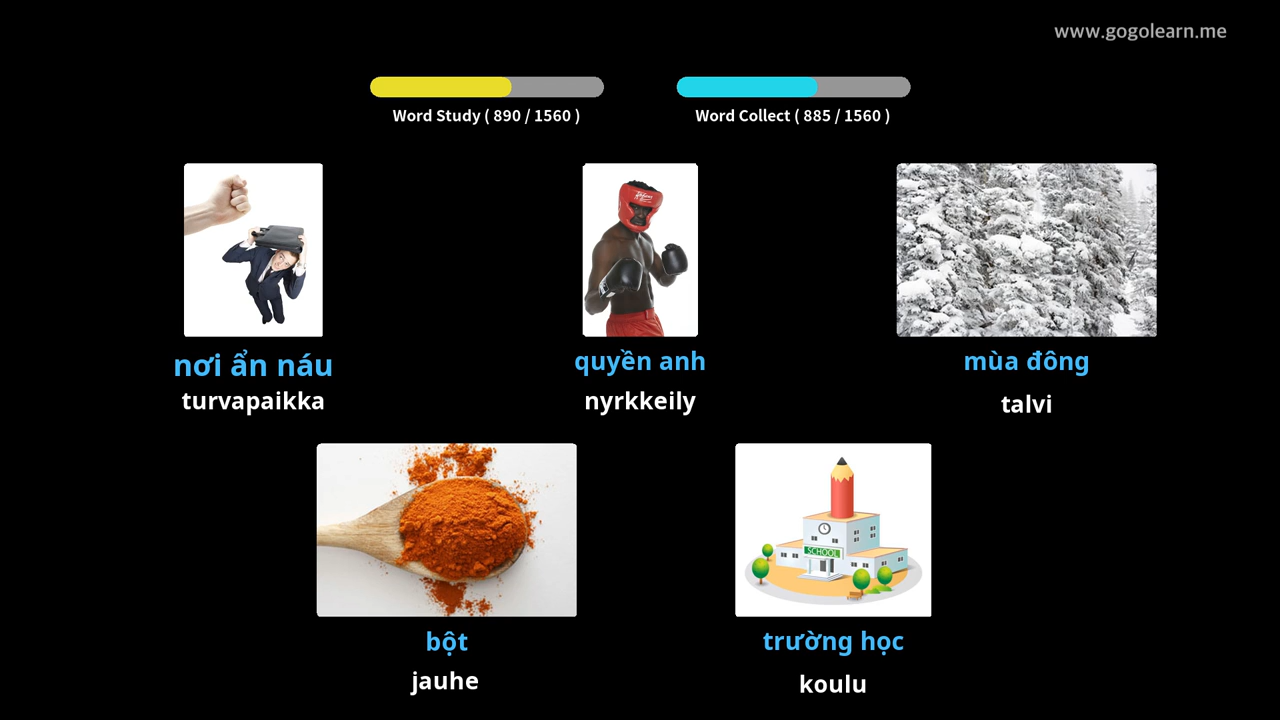 www.gogolearn.me
Word Study ( 890 / 1560 )
Word Collect ( 885 / 1560 )
nơi ẩn náu
turvapaikka
quyền anh
nyrkkeily
mùa đông
talvi
SCHOOL
bột
jauhe
trường học
koulu